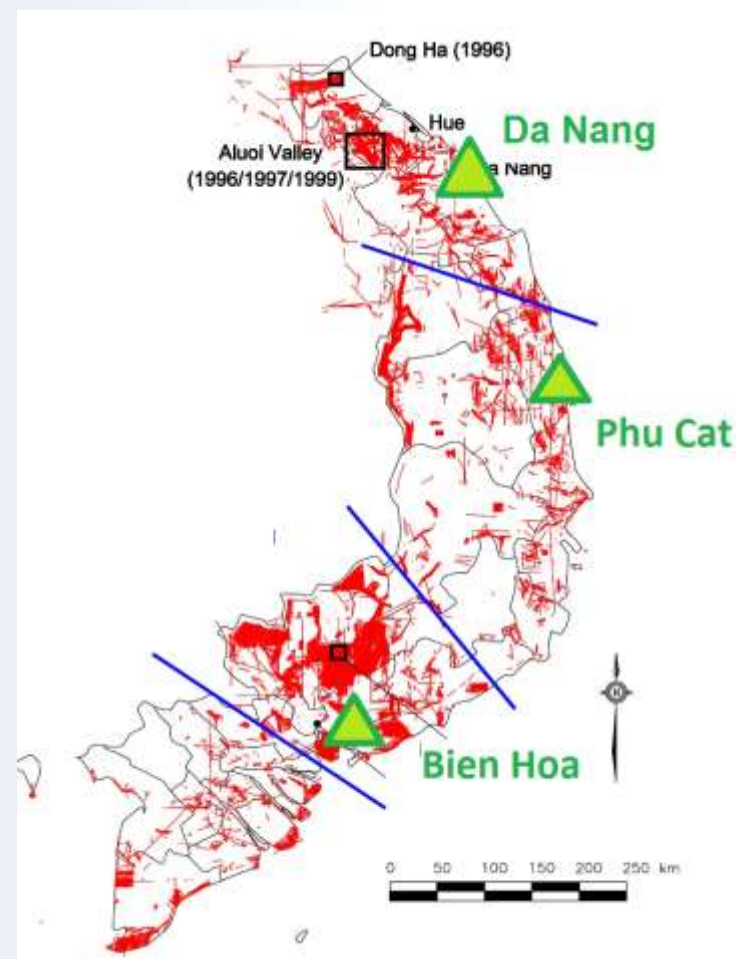 Dong Ha (1996)
Hue
Da Nang
Aluoi Valley
(1996/1997/1999)
a Nang
Phu Cat
Bien Hoa
0 50 100 150 200 250 km